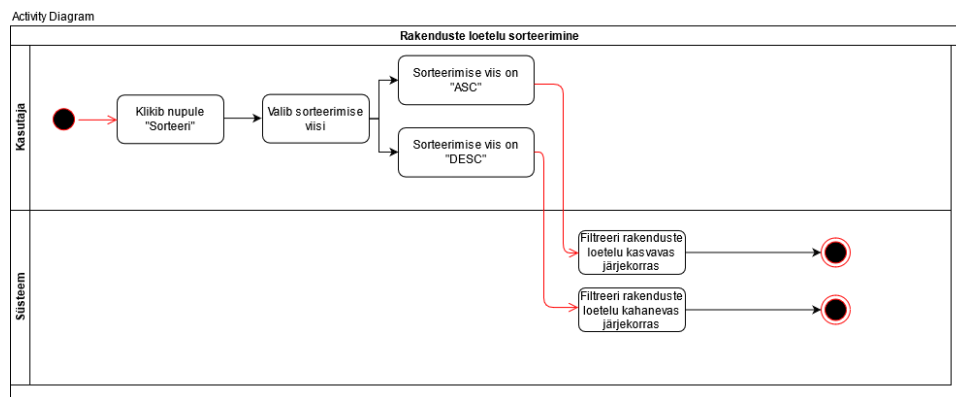 Activity Diagram
Rakenduste loetelu sorteerimine
Kasutaja
Klikib nupule
"Sorteeri"
Valib sorteerimise
viisi
Sorteerimise viis on
"ASC"
Sorteerimise viis on
"DESC"
Süsteem
Filtreeri rakenduste
loetelu kasvavas
järjekorras
Filtreeri rakenduste
loetelu kahanevas
järjekorras